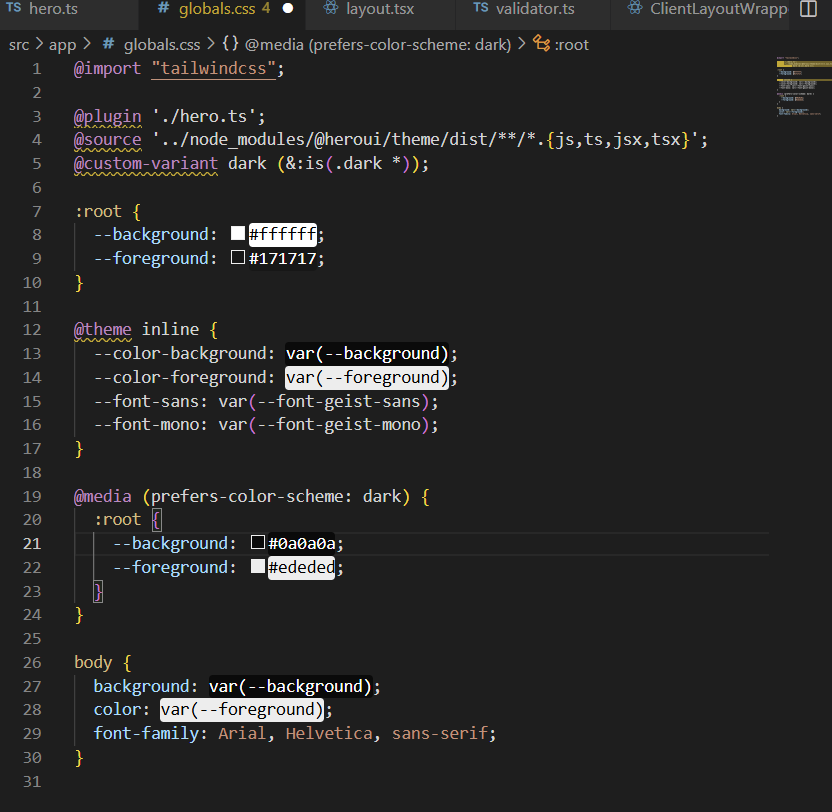 TS hero.ts # globals.css 4 layout.tsx TS validator.ts ClientLayoutWrapp
src > app > # globals.css > {} @media (prefers-color-scheme: dark) > :root
1 @import "tailwindcss";
2
3 @plugin './hero.ts';
4 @source '../node_modules/@heroui/theme/dist/**/*.{js,ts,jsx,tsx}';
5 @custom-variant dark (&:is(.dark *));
6
7 :root {
8 --background: #ffffff;
9 --foreground: #171717;
10 }
11
12 @theme inline {
13 --color-background: var(--background);
14 --color-foreground: var(--foreground);
15 --font-sans: var(--font-geist-sans);
16 --font-mono: var(--font-geist-mono);
17 }
18
19 @media (prefers-color-scheme: dark) {
20 :root {
21 --background: #0a0a0a;
22 --foreground: #ededed;
23 }
24 }
25
26 body {
27 background: var(--background);
28 color: var(--foreground);
29 font-family: Arial, Helvetica, sans-serif;
30 }
31